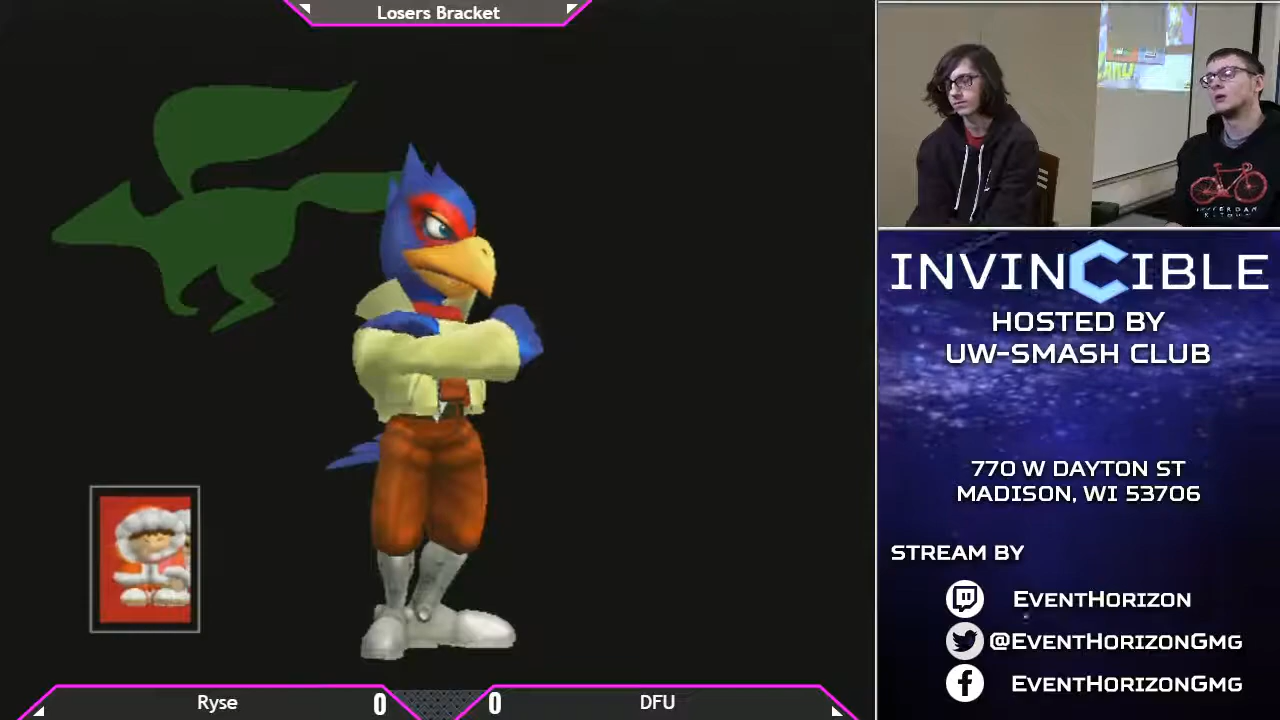 Losers Bracket
INVINCIBLE
HOSTED BY
UW-SMASH CLUB
770 W DAYTON ST
MADISON, WI 53706
STREAM BY
EVENTHORIZON
@EVENTHORIZONGMG
EVENTHORIZONGMG
Ryse 0 0 DFU